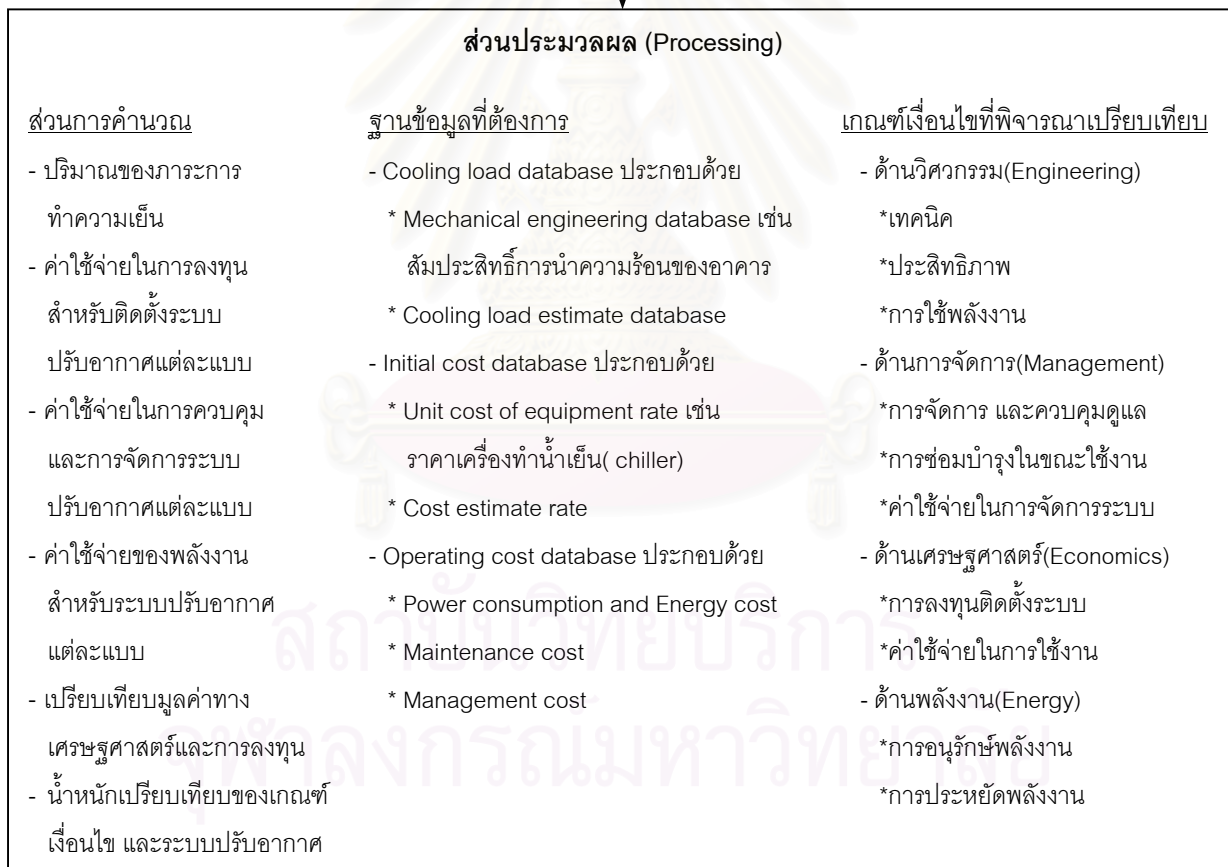 ส่วนประมวลผล (Processing)
ส่วนการคำนวณ
- ปริมาณของภาระการ
ทำความเย็น
- ค่าใช้จ่ายในการลงทุน
สำหรับติดตั้งระบบ
ปรับอากาศแต่ละแบบ
- ค่าใช้จ่ายในการควบคุม
และการจัดการระบบ
ปรับอากาศแต่ละแบบ
- ค่าใช้จ่ายของพลังงาน
สำหรับระบบปรับอากาศ
แต่ละแบบ
- เปรียบเทียบมูลค่าทาง
เศรษฐศาสตร์และการลงทุน
- น้ำหนักเปรียบเทียบของเกณฑ์
เงื่อนไข และระบบปรับอากาศ
ฐานข้อมูลที่ต้องการ
- Cooling load database ประกอบด้วย
* Mechanical engineering database เช่น
สัมประสิทธิ์การนำความร้อนของอาคาร
* Cooling load estimate database
- Initial cost database ประกอบด้วย
* Unit cost of equipment rate เช่น
ราคาเครื่องทำน้ำเย็น( chiller)
* Cost estimate rate
- Operating cost database ประกอบด้วย
* Power consumption and Energy cost
* Maintenance cost
* Management cost
เกณฑ์เงื่อนไขที่พิจารณาเปรียบเทียบ
- ด้านวิศวกรรม(Engineering)
*เทคนิค
*ประสิทธิภาพ
*การใช้พลังงาน
- ด้านการจัดการ(Management)
*การจัดการ และควบคุมดูแล
*การซ่อมบำรุงในขณะใช้งาน
*ค่าใช้จ่ายในการจัดการระบบ
- ด้านเศรษฐศาสตร์(Economics)
*การลงทุนติดตั้งระบบ
*ค่าใช้จ่ายในการใช้งาน
- ด้านพลังงาน(Energy)
*การอนุรักษ์พลังงาน
*การประหยัดพลังงาน
สถาบันวิทยบริการ
จุฬาลงกรณ์มหาวิทยาลัย